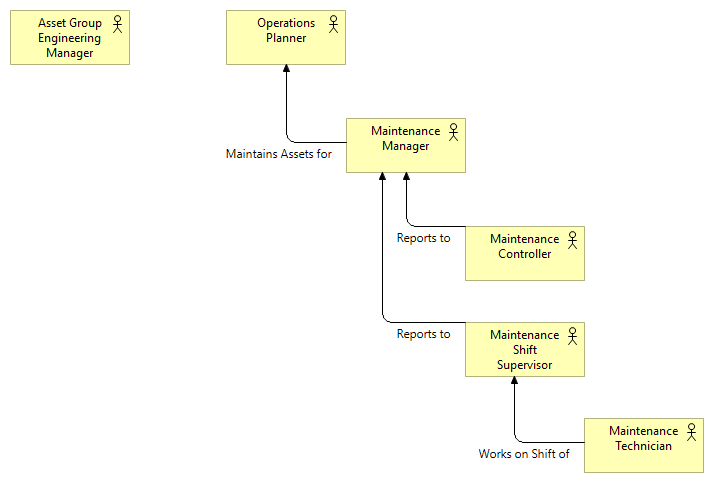 Asset Group
Engineering
Manager
Operations
Planner
Maintenance
Manager
Maintains Assets for
Reports to
Maintenance
Controller
Reports to
Maintenance
Shift
Supervisor
Maintenance
Technician
Works on Shift of